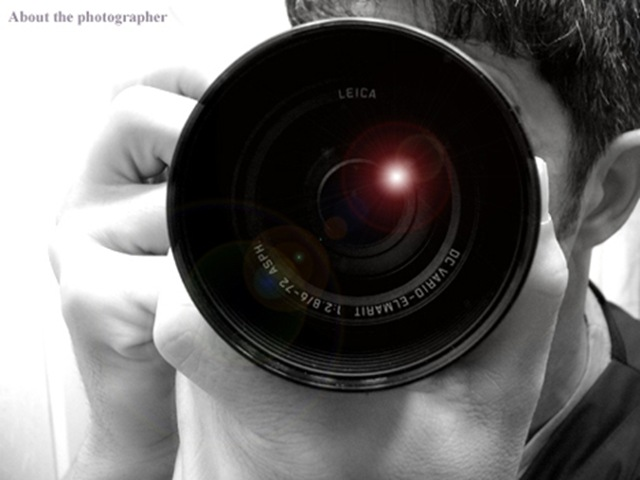 About the photographer
LEICA
DC VARIO-ELMARIT 1:2.8/6-72 ASPH.